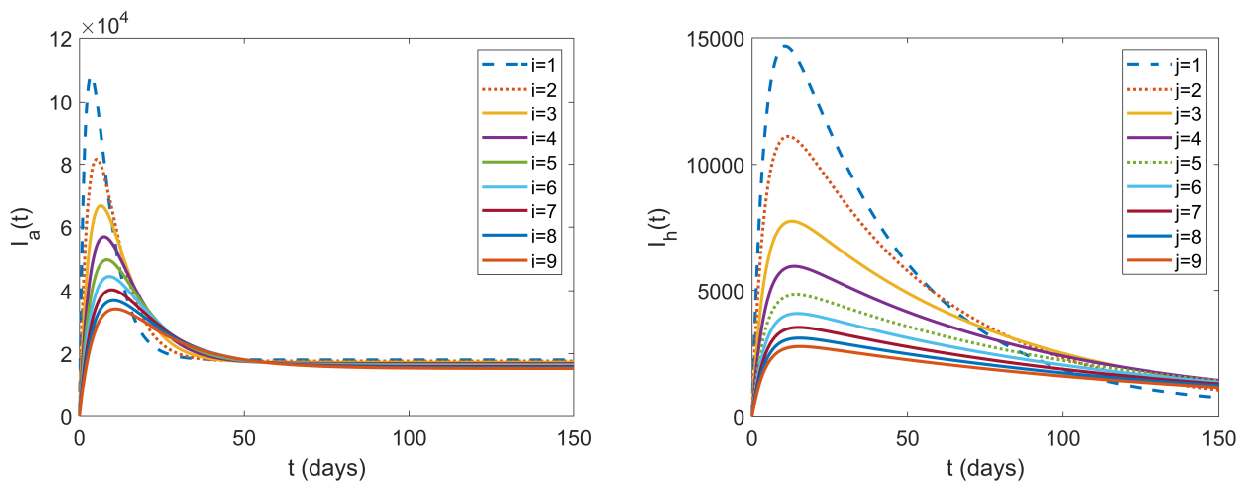 ×10⁴
12
10
8
6
4
2
0
0
50
100
150
t (days)
I_a(t)
i=1
i=2
i=3
i=4
i=5
i=6
i=7
i=8
i=9
15000
10000
5000
0
0
50
100
150
t (days)
I_h(t)
j=1
j=2
j=3
j=4
j=5
j=6
j=7
j=8
j=9